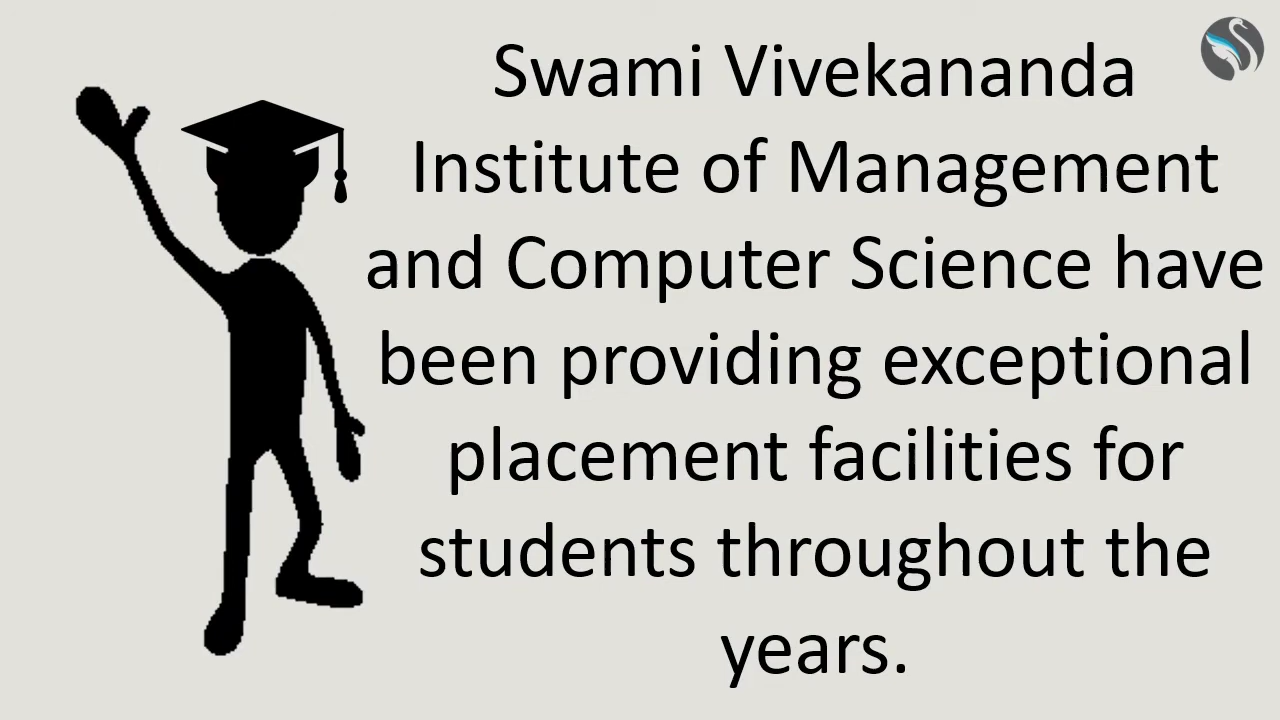 Swami Vivekananda
Institute of Management
and Computer Science have
been providing exceptional
placement facilities for
students throughout the
years.